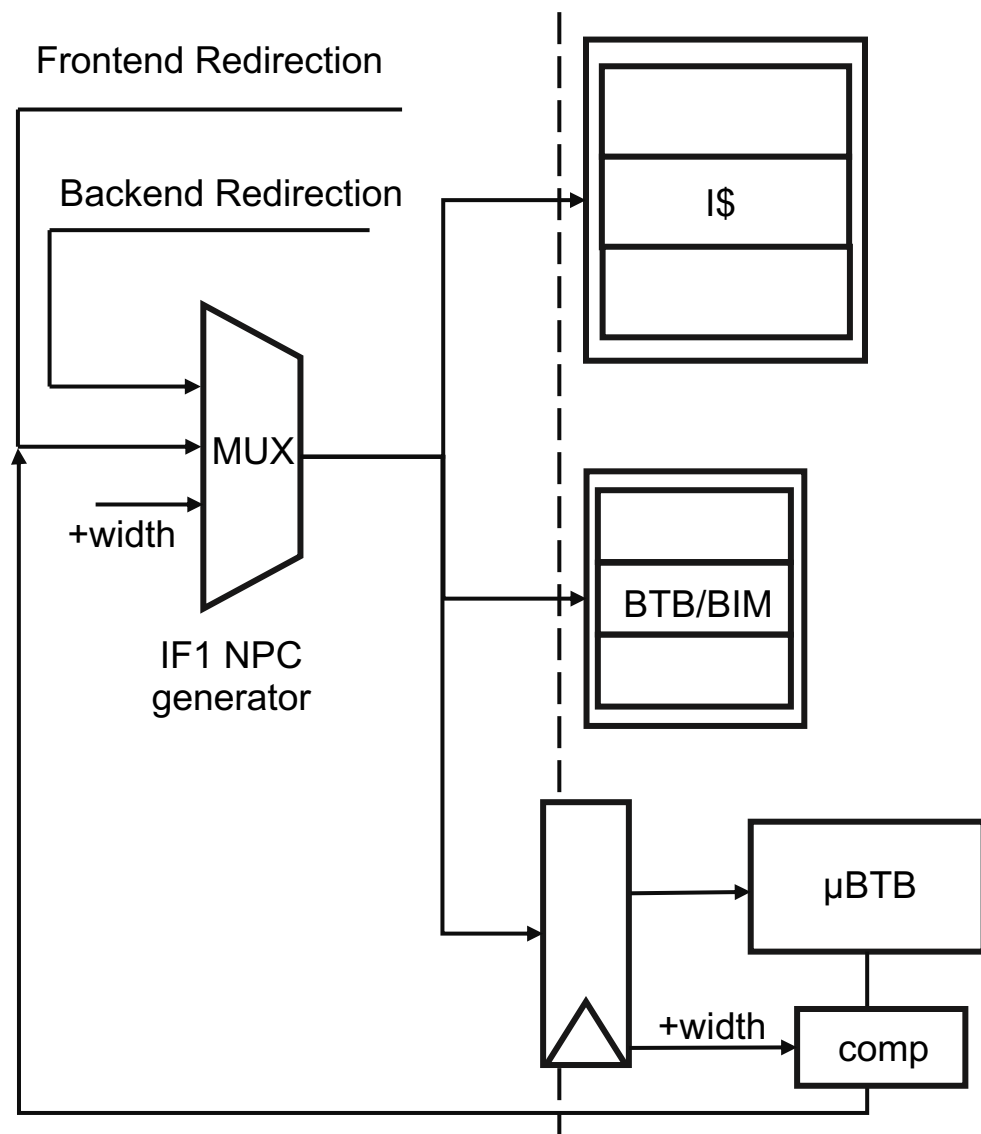 Frontend Redirection
I$
Backend Redirection
MUX
+width
BTB/BIM
IF1 NPC
generator
µBTB
+width
comp